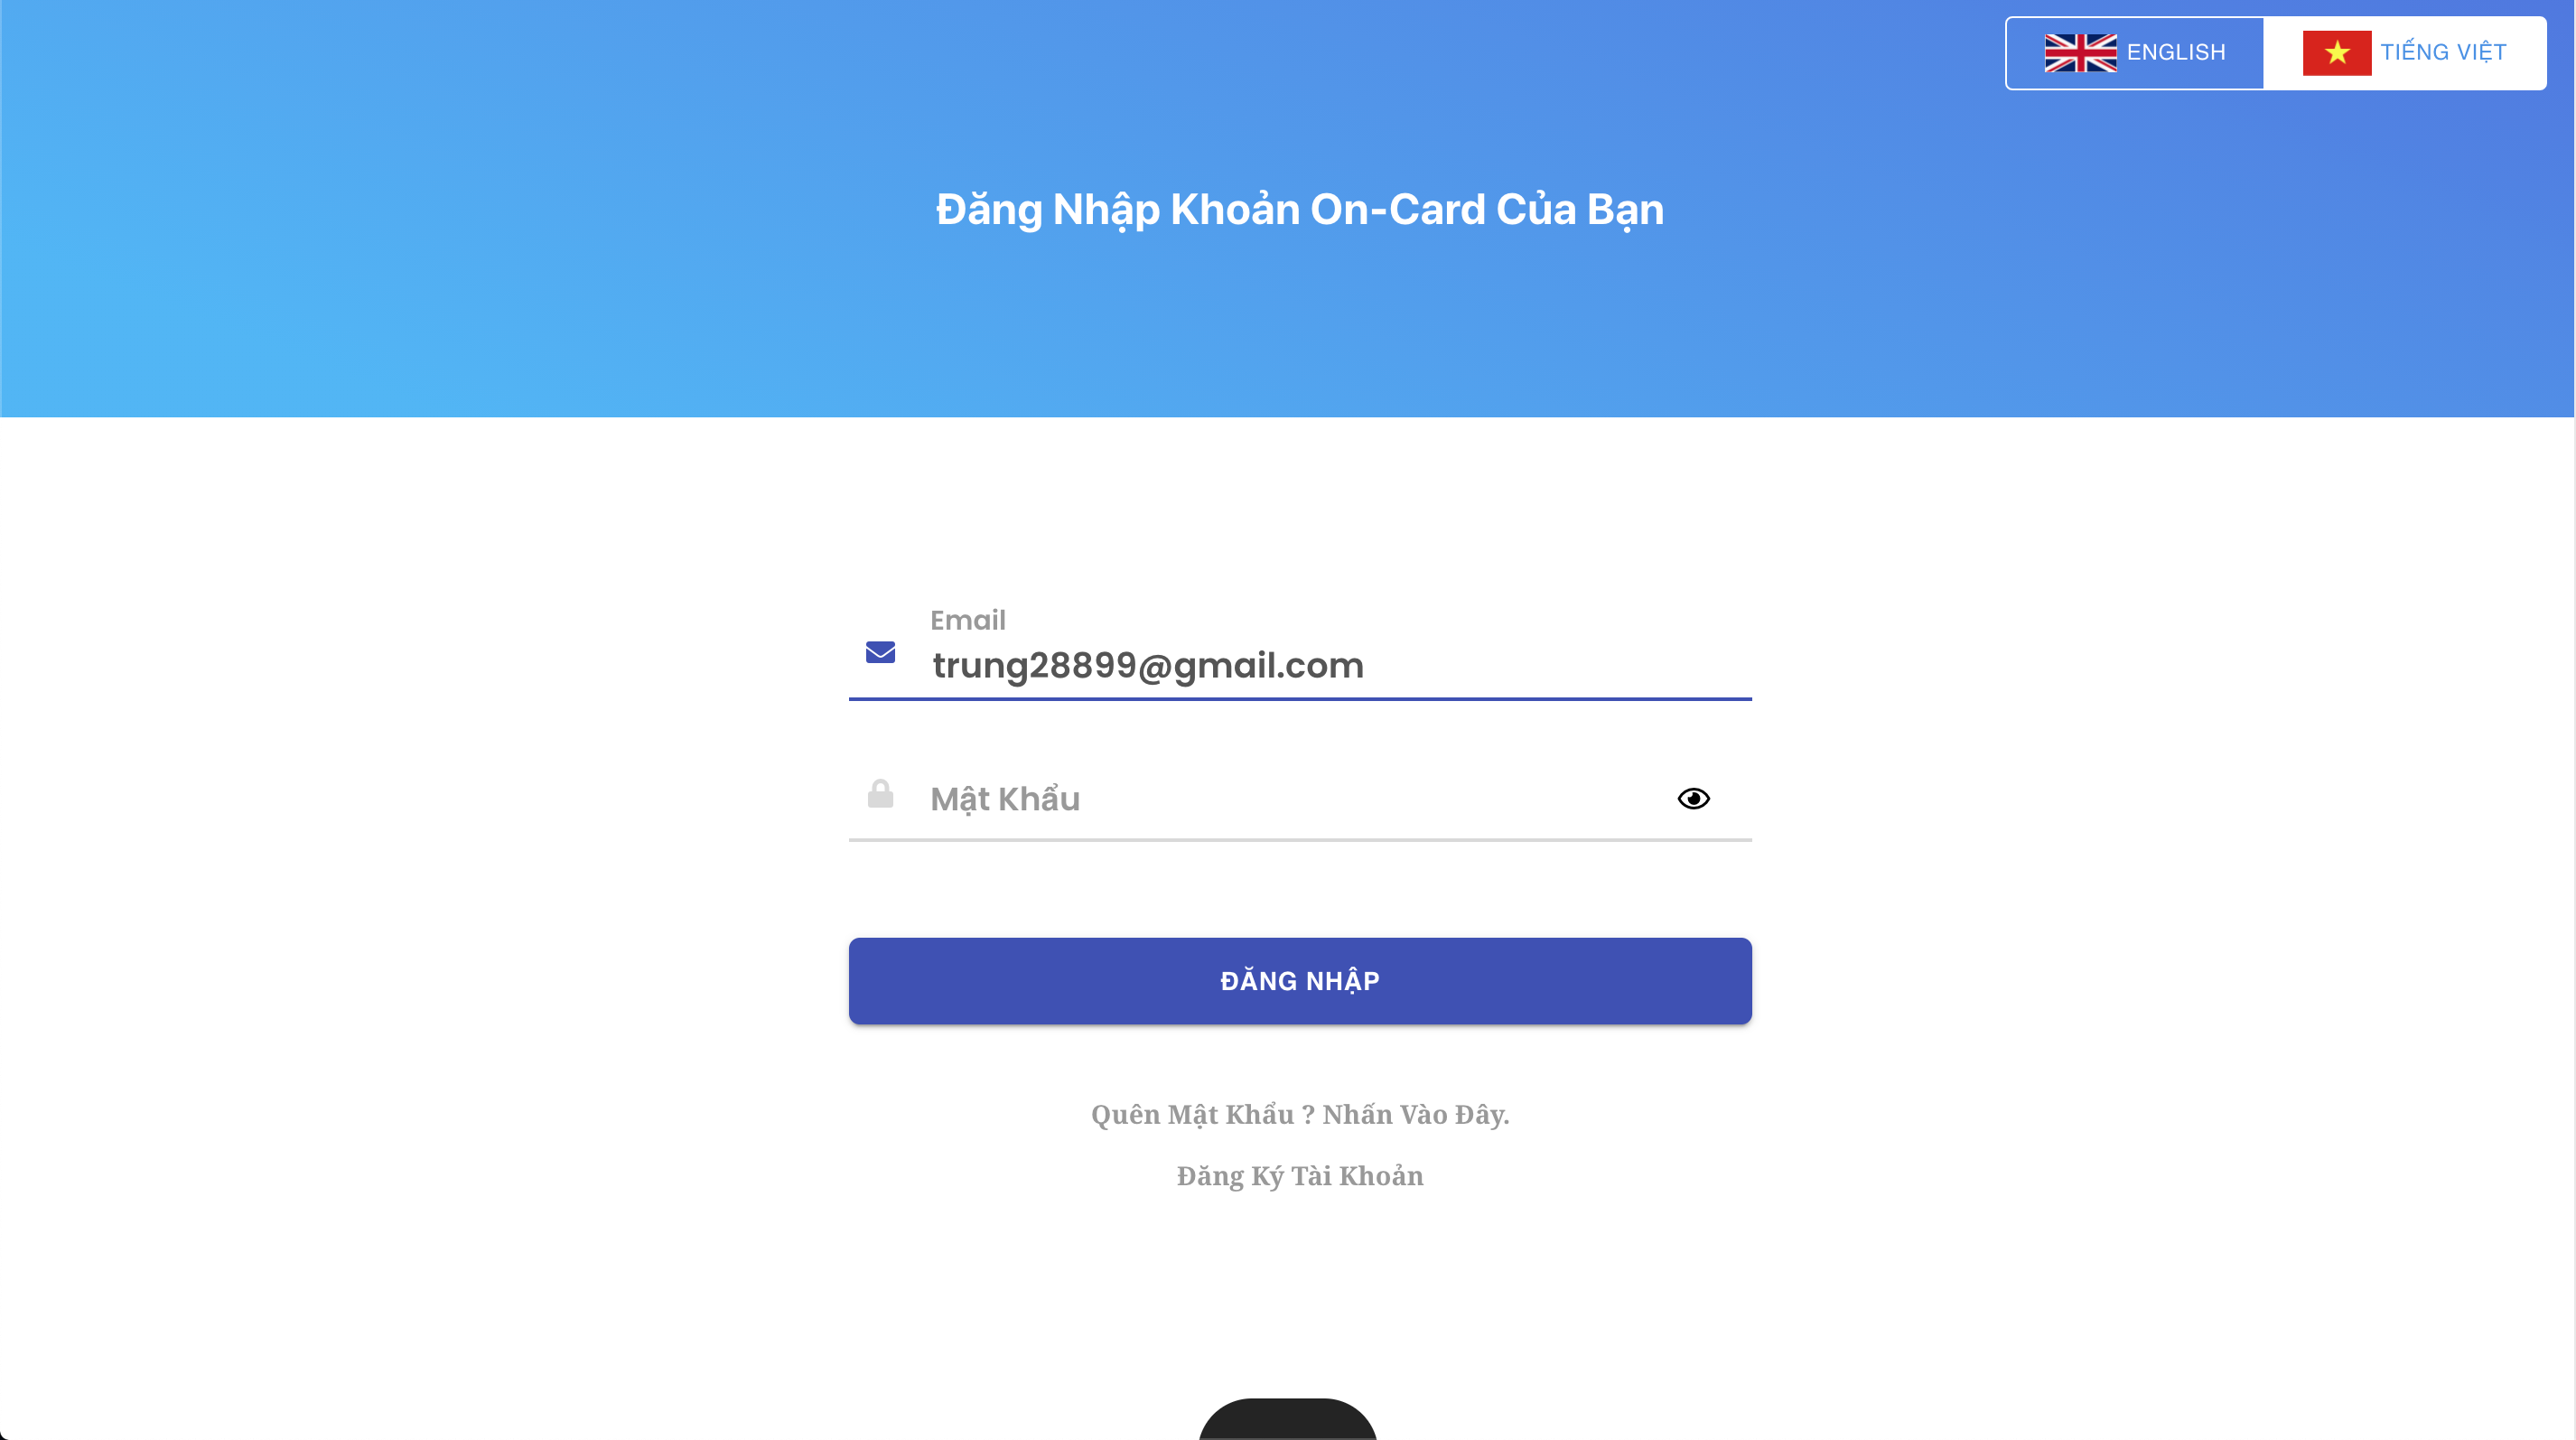 ENGLISH
TIẾNG VIỆT
Đăng Nhập Khoản On-Card Của Bạn
Email
trung28899@gmail.com
Mật Khẩu
ĐĂNG NHẬP
Quên Mật Khẩu ? Nhấn Vào Đây.
Đăng Ký Tài Khoản